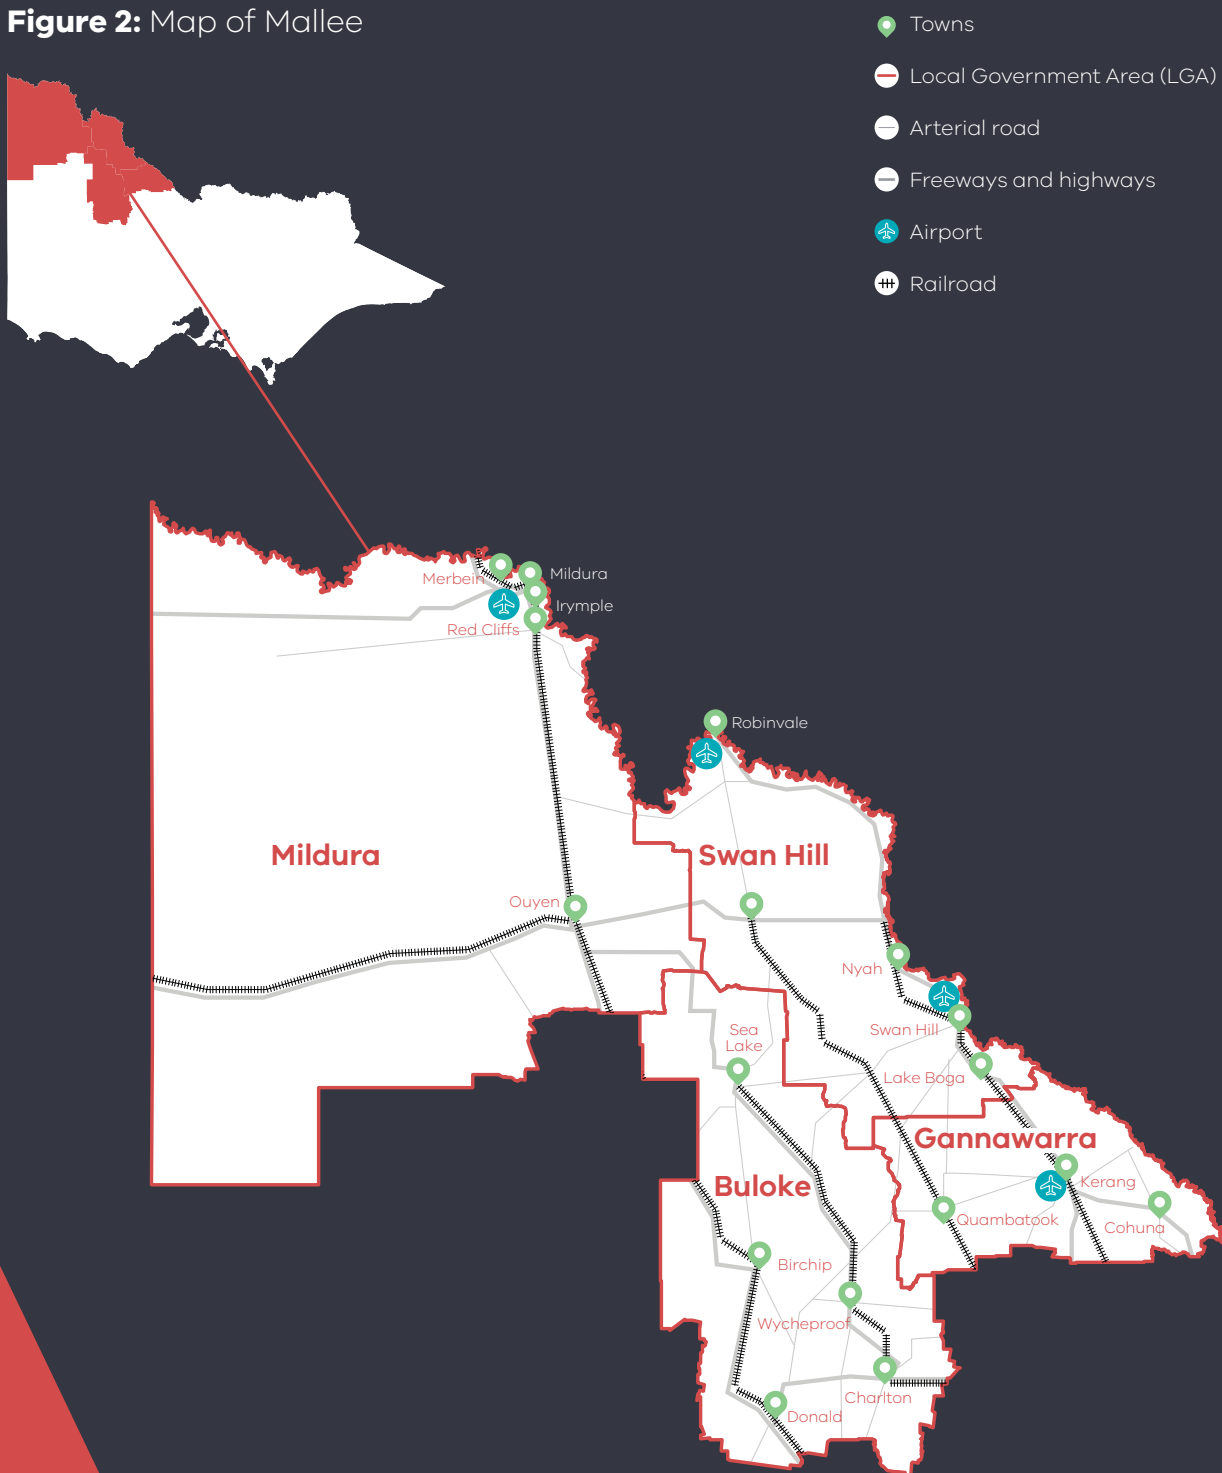 Figure 2: Map of Mallee
Towns
Local Government Area (LGA)
Arterial road
Freeways and highways
Airport
Railroad
Merbein
Mildura
Irymple
Red Cliffs
Robinvale
Mildura
Swan Hill
Ouyen
Nyah
Swan Hill
Sea
Lake
Lake Boga
Gannawarra
Buloke
Kerang
Quambatook
Cohuna
Birchip
Wycheproof
Charlton
Donald